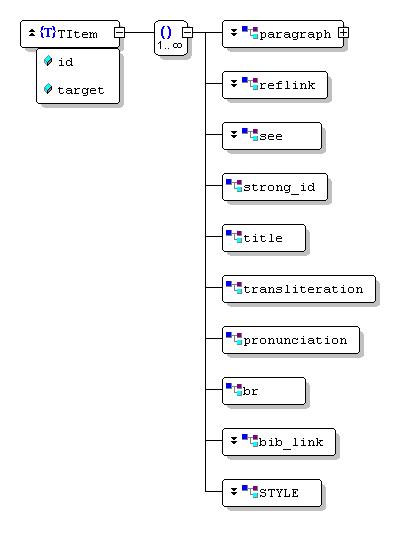 {T}TItem
id
target
()
1..∞
paragraph
reflink
see
strong_id
title
transliteration
pronunciation
br
bib_link
STYLE